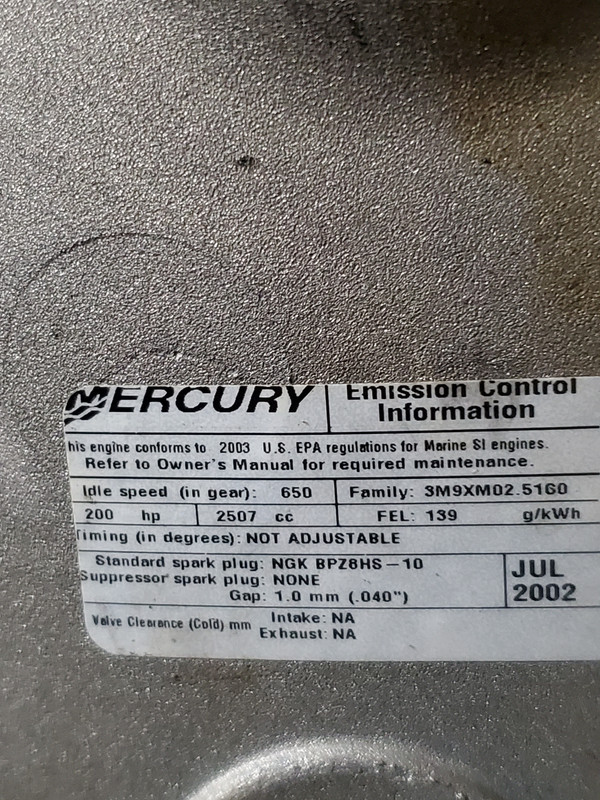 MERCURY
Emission Control
Information
his engine conforms to 2003 U.S. EPA regulations for Marine SI engines.
Refer to Owner's Manual for required maintenance.
Idle speed (in gear): 650
Family: 3M9XM02.51G0
200 hp
2507 cc
FEL: 139 g/kWh
Timing (in degrees): NOT ADJUSTABLE
Standard spark plug: NGK BPZ8HS-10
Suppressor spark plug: NONE
Gap: 1.0 mm (.040")
JUL
2002
Valve Clearance (Cold) mm
Intake: NA
Exhaust: NA